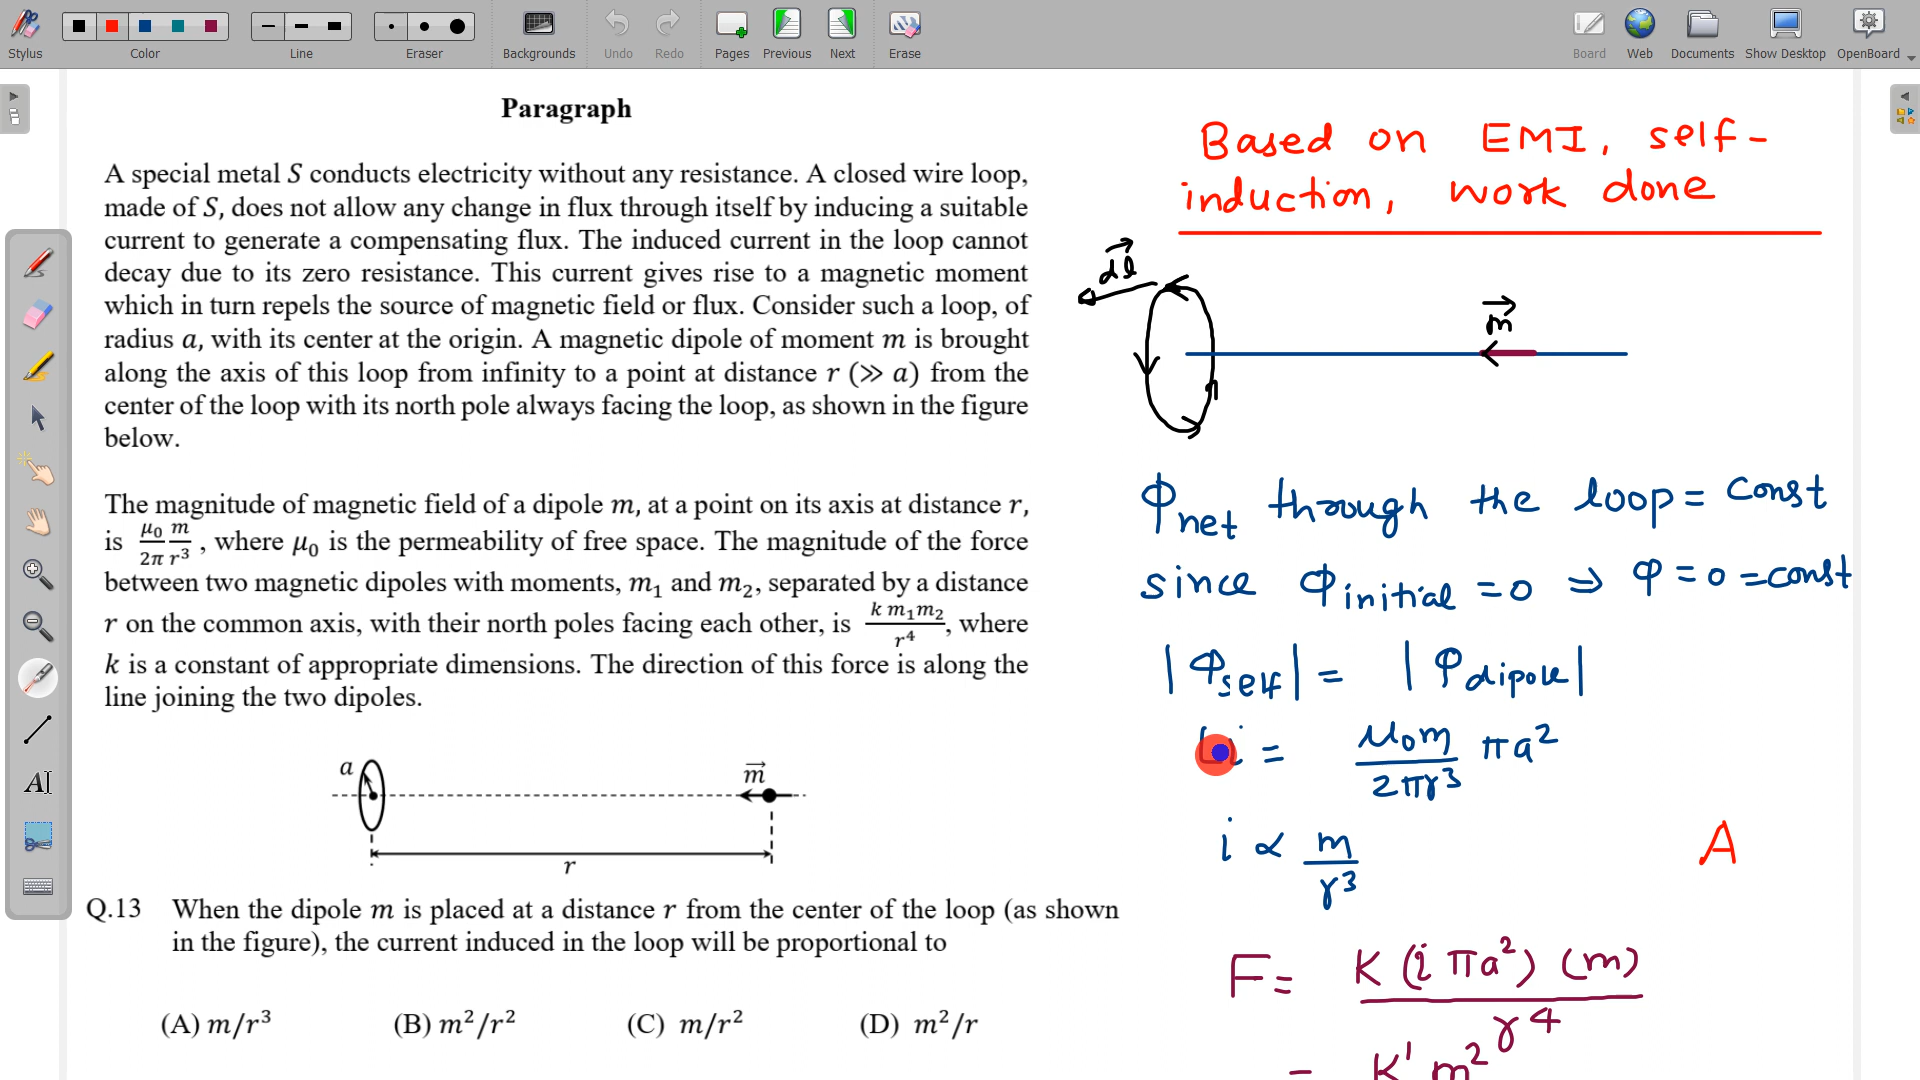 Stylus Color Line Eraser Backgrounds Undo Redo Pages Previous Next Erase Board Web Documents Show Desktop OpenBoard
Paragraph
A special metal S conducts electricity without any resistance. A closed wire loop,
made of S, does not allow any change in flux through itself by inducing a suitable
current to generate a compensating flux. The induced current in the loop cannot
decay due to its zero resistance. This current gives rise to a magnetic moment
which in turn repels the source of magnetic field or flux. Consider such a loop, of
radius a, with its center at the origin. A magnetic dipole of moment m is brought
along the axis of this loop from infinity to a point at distance r (≫ a) from the
center of the loop with its north pole always facing the loop, as shown in the figure
below.
The magnitude of magnetic field of a dipole m, at a point on its axis at distance r,
is μ₀/2π m/r³, where μ₀ is the permeability of free space. The magnitude of the force
between two magnetic dipoles with moments, m₁ and m₂, separated by a distance
r on the common axis, with their north poles facing each other, is k m₁m₂/r⁴, where
k is a constant of appropriate dimensions. The direction of this force is along the
line joining the two dipoles.
a
m⃗
r
Q.13 When the dipole m is placed at a distance r from the center of the loop (as shown
in the figure), the current induced in the loop will be proportional to
(A) m/r³ (B) m²/r² (C) m/r² (D) m²/r
Based on EMI, self-
induction, work done
dl⃗
m⃗
Φnet through the loop = const
since Φinitial = 0 ⇒ φ = 0 = const
|Φself| = |φdipole|
Li = μ₀m/2πr³ πa²
i ∝ m/r³
A
F = K (i πa²) (m)/r⁴
= K' m²